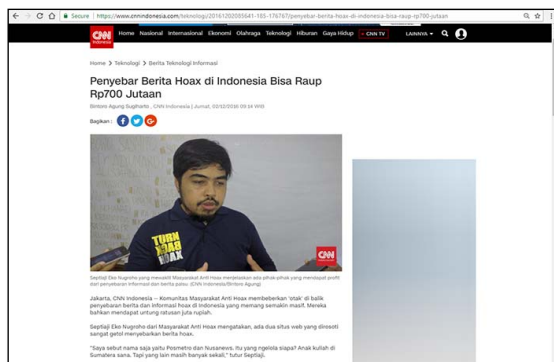 Secure | https://www.cnnindonesia.com/teknologi/20161202085641-185-176767/penyebar-berita-hoax-di-indonesia-bisa-raup-rp700-jutaan
CNN Indonesia Home Nasional Internasional Ekonomi Olahraga Teknologi Hiburan Gaya Hidup CNN TV LAINNYA
Home > Teknologi > Berita Teknologi Informasi
Penyebar Berita Hoax di Indonesia Bisa Raup
Rp700 Jutaan
Bintoro Agung Sugiharto, CNN Indonesia | Jumat, 02/12/2016 09:14 WIB
Bagikan :
TURN
BACK
HOAX
CNN
Septiaji Eko Nugroho yang mewakili Masyarakat Anti Hoax menjelaskan ada pihak-pihak yang mendapat profit
dari penyebaran informasi dan berita palsu. (CNN Indonesia/Bintoro Agung)
Jakarta, CNN Indonesia -- Komunitas Masyarakat Anti Hoax membeberkan 'otak' di balik
penyebaran berita dan informasi hoax di Indonesia yang memang semakin masif. Mereka
bahkan mendapat untung ratusan juta rupiah.
Septiaji Eko Nugroho dari Masyarakat Anti Hoax mengatakan, ada dua situs web yang disrooti
sangat getol menyebarkan berita hoax.
"Saya sebut nama saja yaitu Posmetro dan Nusanews. Itu yang ngelola siapa? Anak kuliah di
Sumatera sana. Tapi yang lain masih banyak sekali," tutur Septiaji.